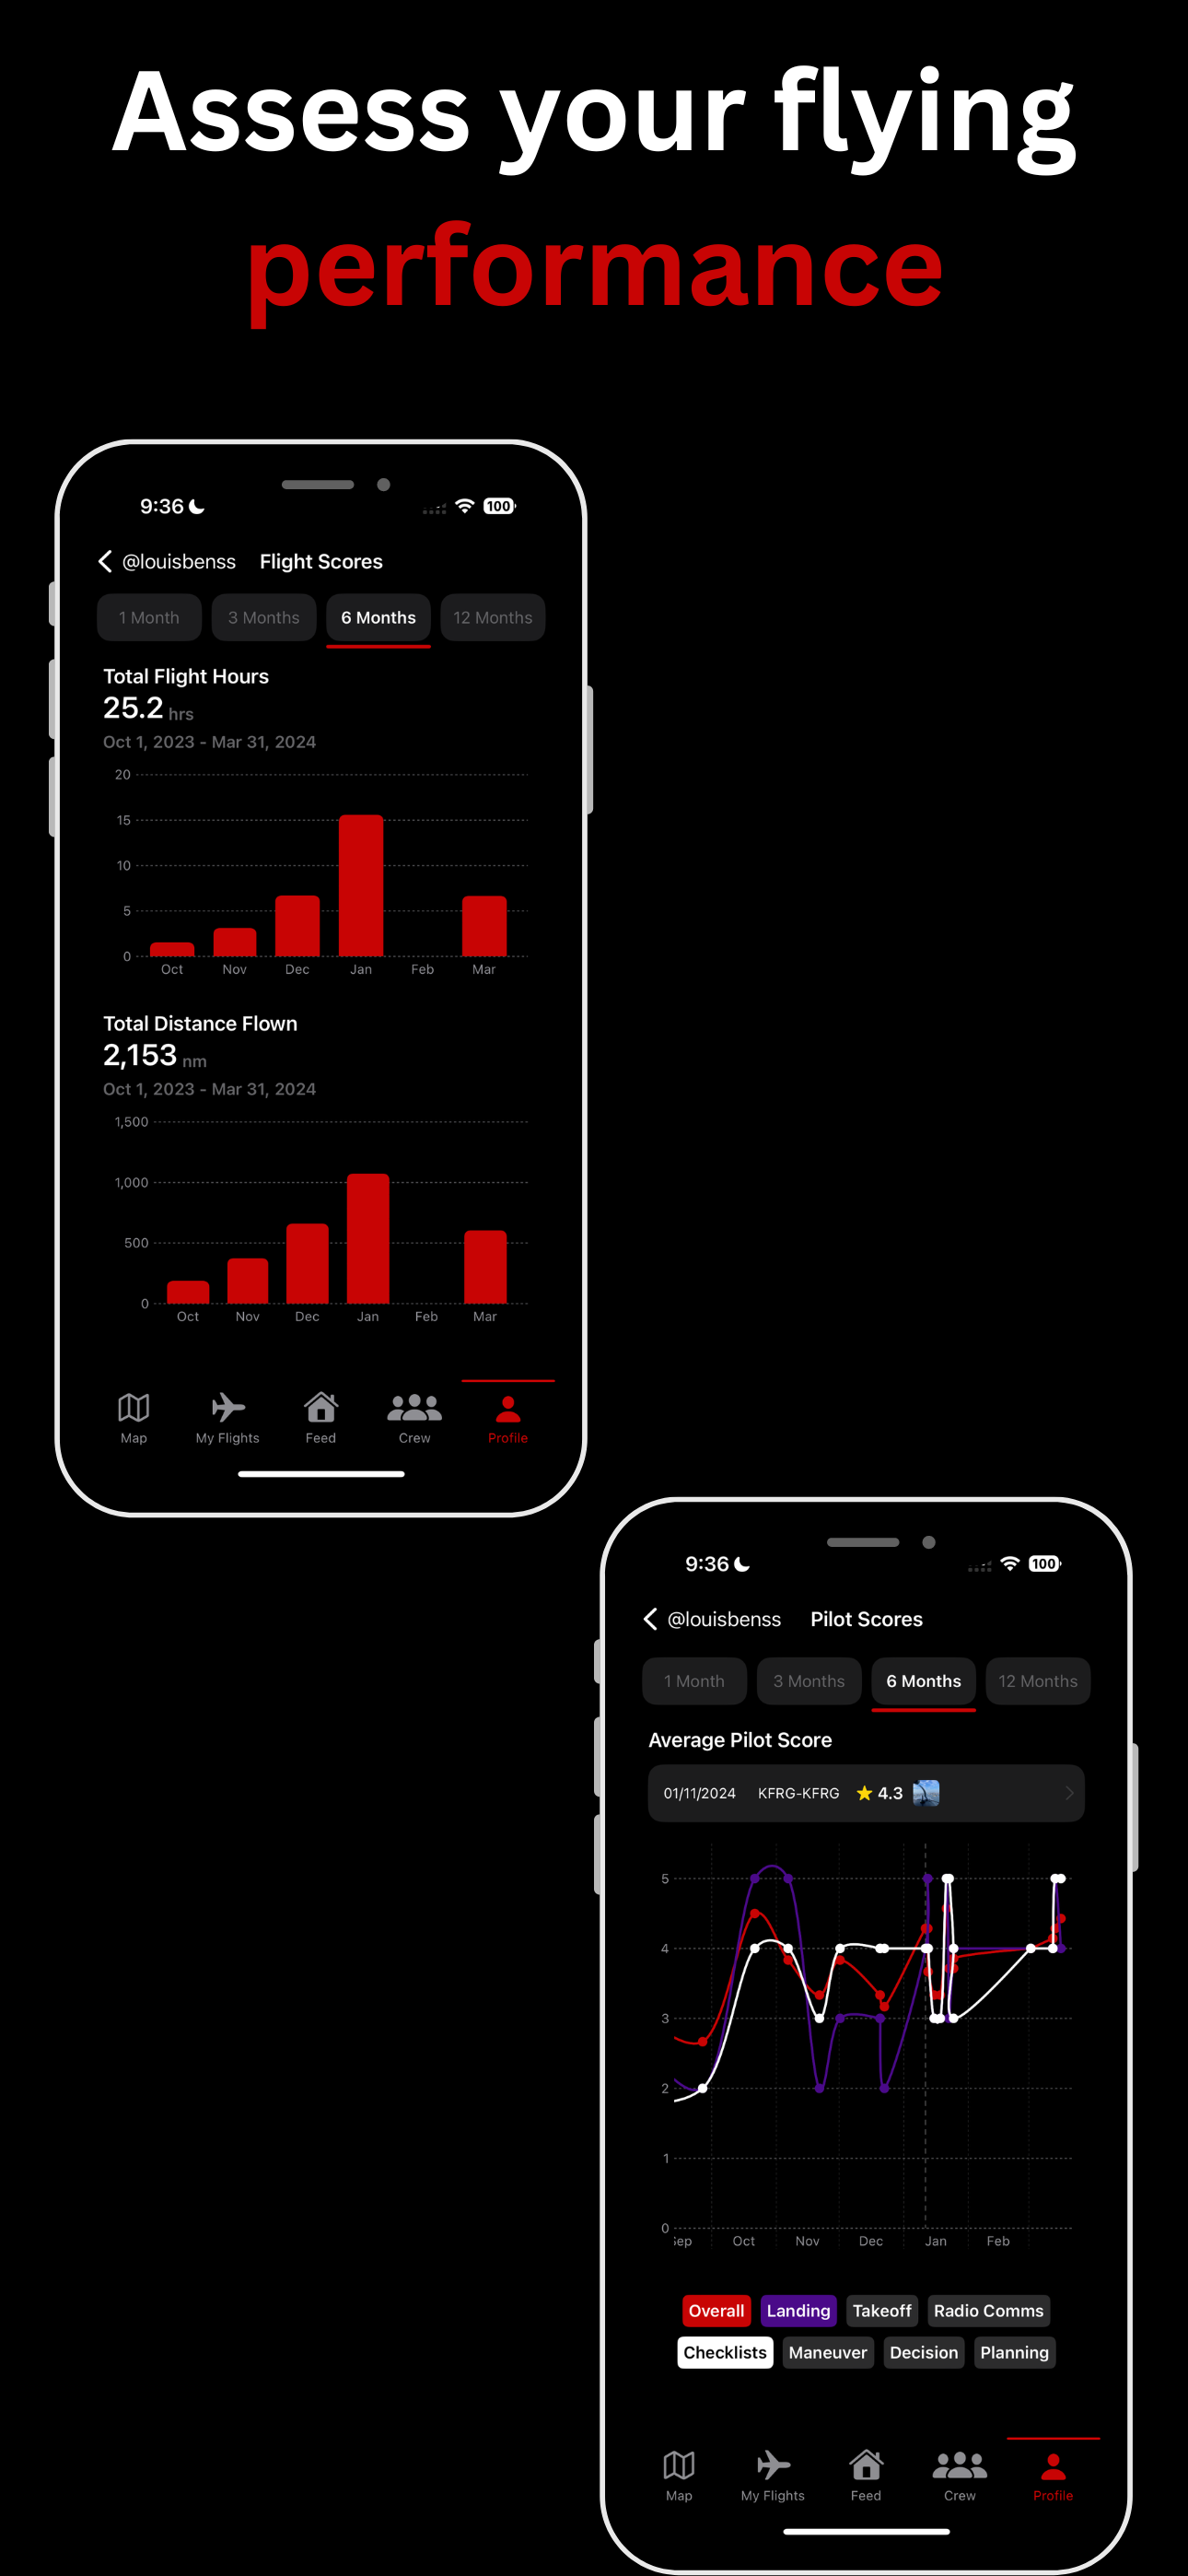 Assess your flying
performance
9:36 100
@louisbenss Flight Scores
1 Month 3 Months 6 Months 12 Months
Total Flight Hours
25.2 hrs
Oct 1, 2023 - Mar 31, 2024
20
15
10
5
0
Oct Nov Dec Jan Feb Mar
Total Distance Flown
2,153 nm
Oct 1, 2023 - Mar 31, 2024
1,500
1,000
500
0
Oct Nov Dec Jan Feb Mar
Map My Flights Feed Crew Profile
9:36 100
@louisbenss Pilot Scores
1 Month 3 Months 6 Months 12 Months
Average Pilot Score
01/11/2024 KFRG-KFRG 4.3
5
4
3
2
1
0
ep Oct Nov Dec Jan Feb
Overall Landing Takeoff Radio Comms
Checklists Maneuver Decision Planning
Map My Flights Feed Crew Profile